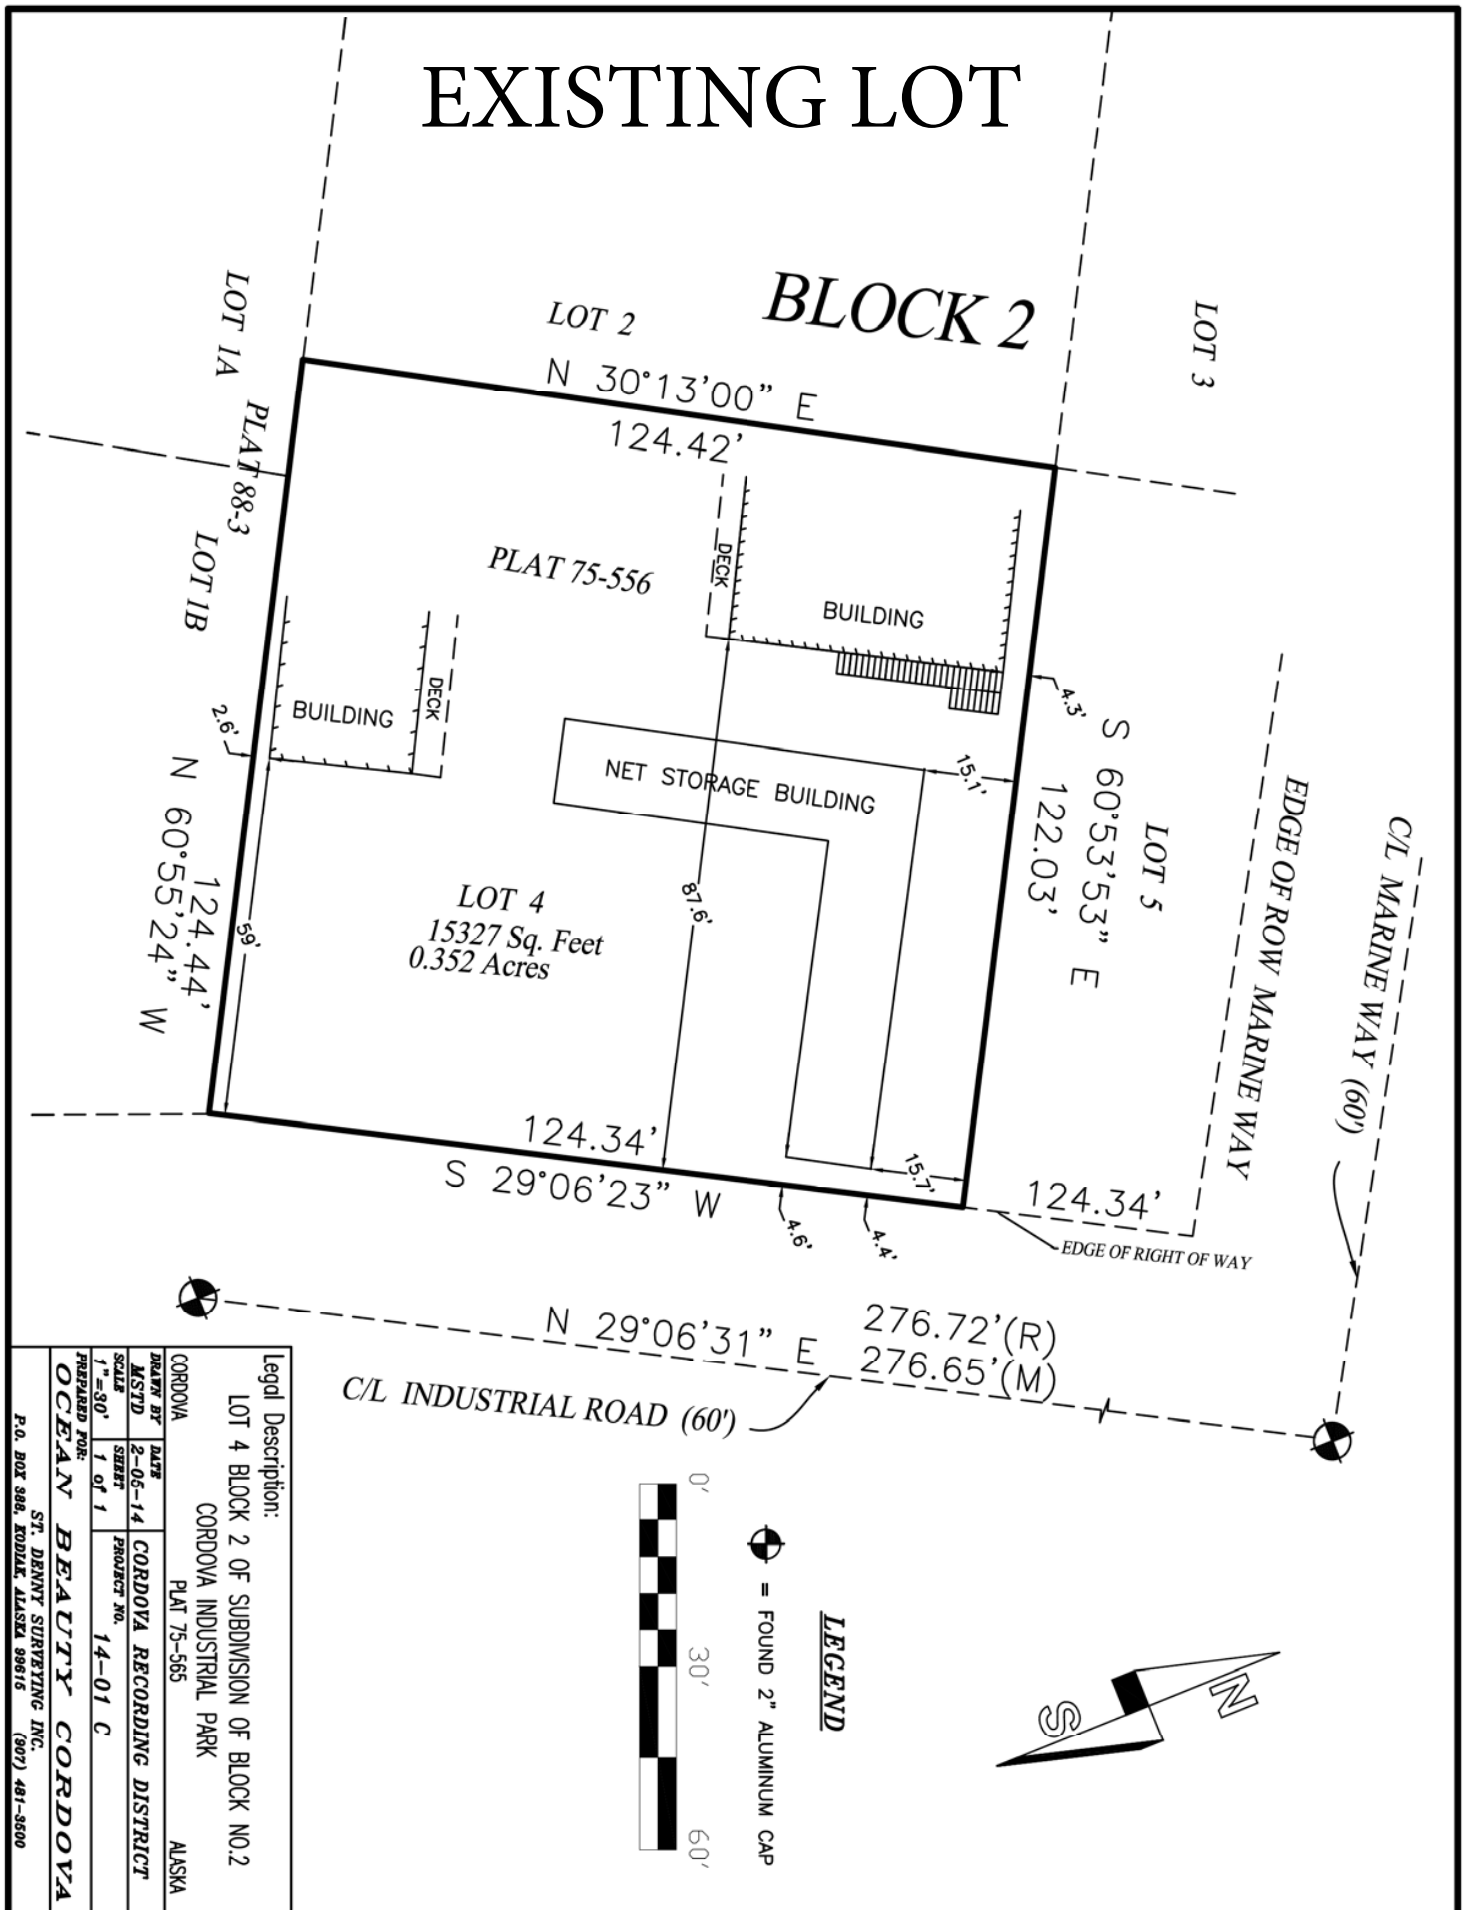 EXISTING LOT
BLOCK 2
LOT 2
LOT 3
LOT 1A
PLAT 88-3
LOT 1B
N 30°13'00" E
124.42'
PLAT 75-556
DECK
BUILDING
4.3'
S 60°53'53" E
122.03'
LOT 5
EDGE OF ROW MARINE WAY
C/L MARINE WAY (60')
DECK
BUILDING
2.6'
NET STORAGE BUILDING
15.1'
N 60°55'24" W
124.44'
59'
LOT 4
15327 Sq. Feet
0.352 Acres
87.6'
124.34'
S 29°06'23" W
15.7'
4.6'
4.4'
124.34'
EDGE OF RIGHT OF WAY
N 29°06'31" E
276.72'(R)
276.65'(M)
C/L INDUSTRIAL ROAD (60')
LEGEND
= FOUND 2" ALUMINUM CAP
0'
30'
60'
N
S
Legal Description:
LOT 4 BLOCK 2 OF SUBDIVISION OF BLOCK NO.2
CORDOVA INDUSTRIAL PARK
CORDOVA PLAT 75-565 ALASKA
DRAWN BY
MSTD
DATE
2-05-14
CORDOVA RECORDING DISTRICT
SCALE
1"=30'
SHEET
1 of 1
PROJECT NO.
14-01 C
PREPARED FOR:
OCEAN BEAUTY CORDOVA
ST. DENNY SURVEYING INC.
P.O. BOX 388, KODIAK, ALASKA 99615 (907) 481-3500